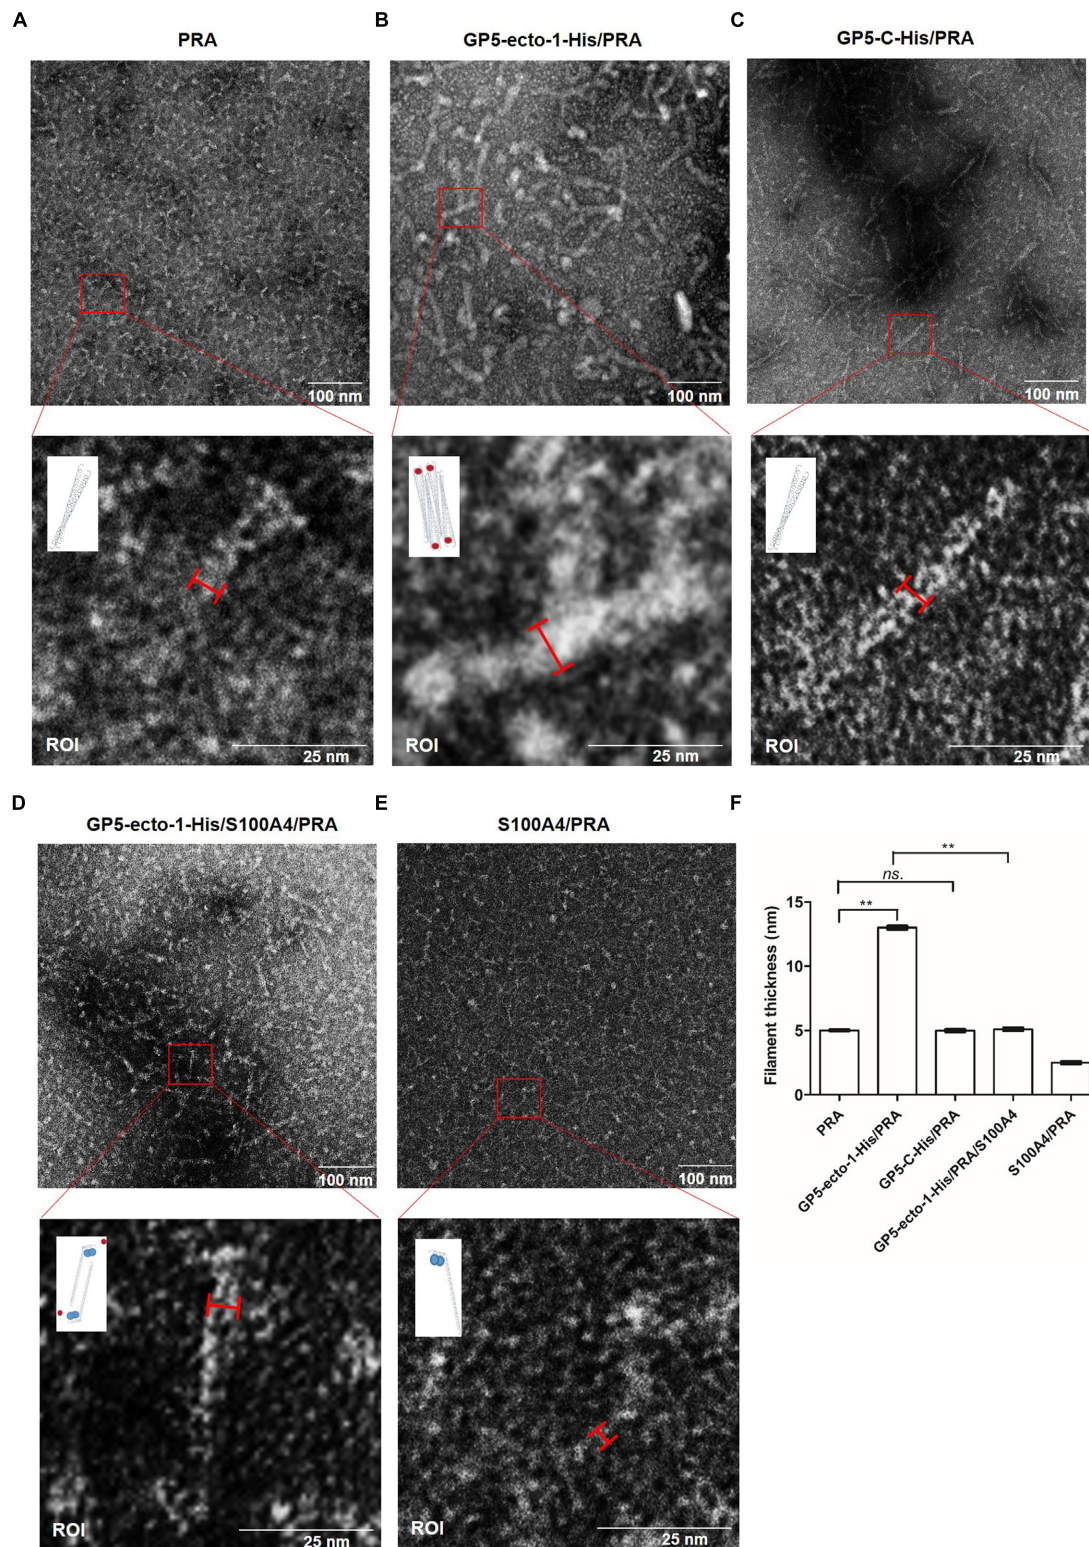 A
PRA
B
GP5-ecto-1-His/PRA
C
GP5-C-His/PRA
100 nm
100 nm
100 nm
ROI
25 nm
ROI
25 nm
ROI
25 nm
D
GP5-ecto-1-His/S100A4/PRA
E
S100A4/PRA
F
100 nm
100 nm
ROI
25 nm
ROI
25 nm
**
ns.
**
Filament thickness (nm)
15
10
5
0
PRA
GP5-ecto-1-His/PRA
GP5-C-His/PRA
GP5-ecto-1-His/PRA/S100A4
S100A4/PRA